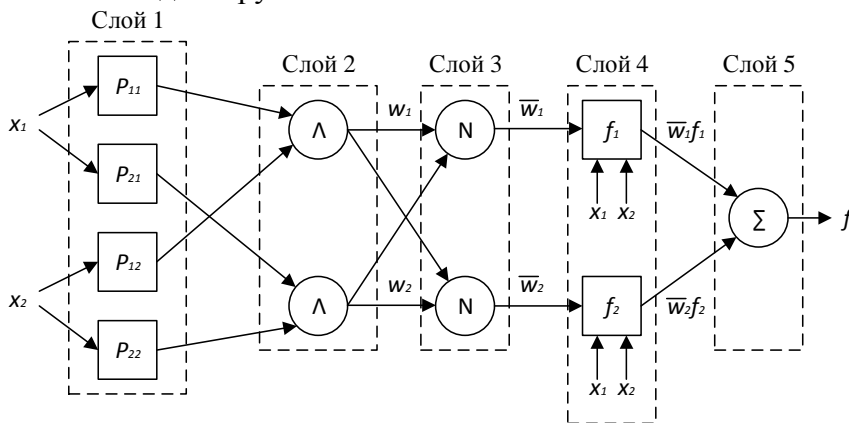 Слой 1
Слой 2
Слой 3
Слой 4
Слой 5
x₁
x₂
P₁₁
P₂₁
P₁₂
P₂₂
Λ
Λ
w₁
w₂
N
N
w̅₁
w̅₂
f₁
x₁ x₂
f₂
x₁ x₂
w̅₁f₁
w̅₂f₂
Σ
f